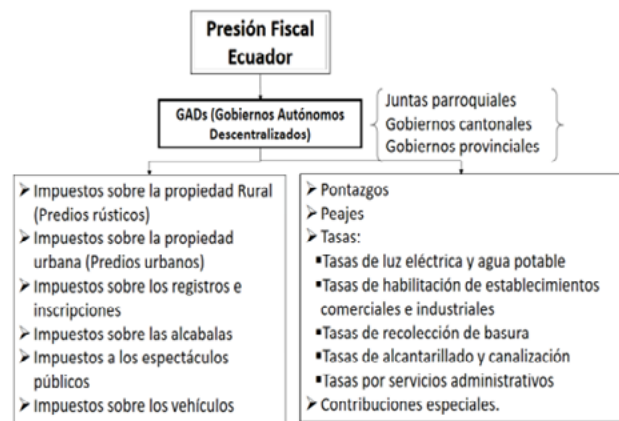 Presión Fiscal
Ecuador
GADs (Gobiernos Autónomos
Descentralizados)
Juntas parroquiales
Gobiernos cantonales
Gobiernos provinciales
➢ Impuestos sobre la propiedad Rural
(Predios rústicos)
➢ Impuestos sobre la propiedad
urbana (Predios urbanos)
➢ Impuestos sobre los registros e
inscripciones
➢ Impuestos sobre las alcabalas
➢ Impuestos a los espectáculos
públicos
➢ Impuestos sobre los vehículos
➢ Pontazgos
➢ Peajes
➢ Tasas:
▪Tasas de luz eléctrica y agua potable
▪Tasas de habilitación de establecimientos
comerciales e industriales
▪Tasas de recolección de basura
▪Tasas de alcantarillado y canalización
▪Tasas por servicios administrativos
➢ Contribuciones especiales.